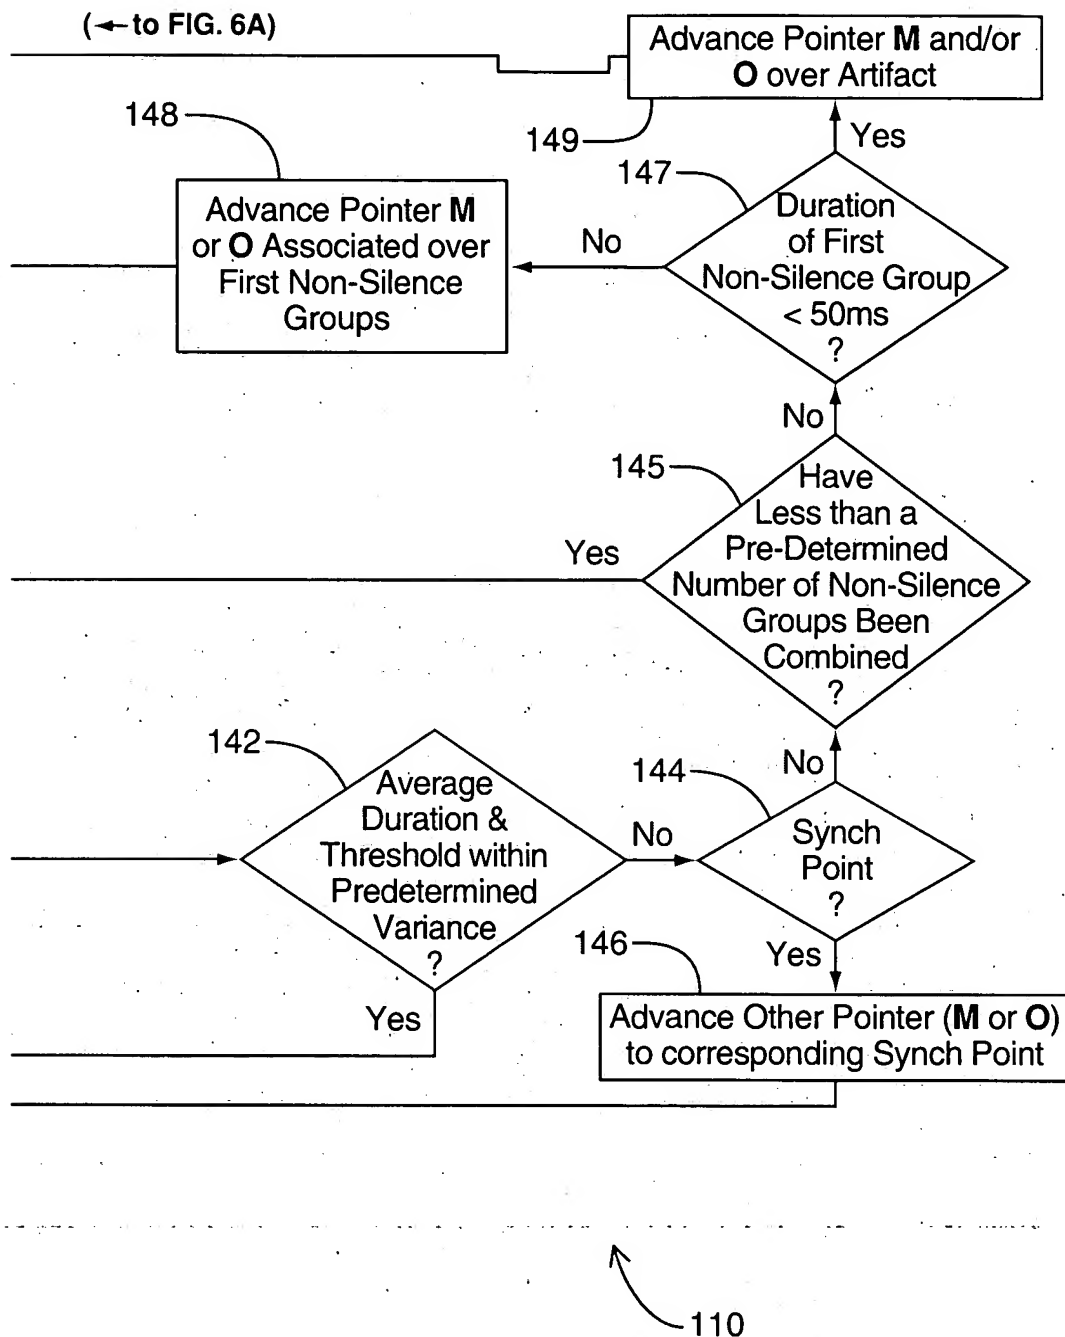 (←to FIG. 6A)
Advance Pointer M and/or
O over Artifact
148
149
Yes
147
Advance Pointer M
or O Associated over
First Non-Silence
Groups
No
Duration
of First
Non-Silence Group
< 50ms
?
No
145
Have
Less than a
Pre-Determined
Number of Non-Silence
Groups Been
Combined
?
Yes
142
Average
Duration &
Threshold within
Predetermined
Variance
?
No
144
No
Synch
Point
?
Yes
146
Yes
Advance Other Pointer (M or O)
to corresponding Synch Point
110